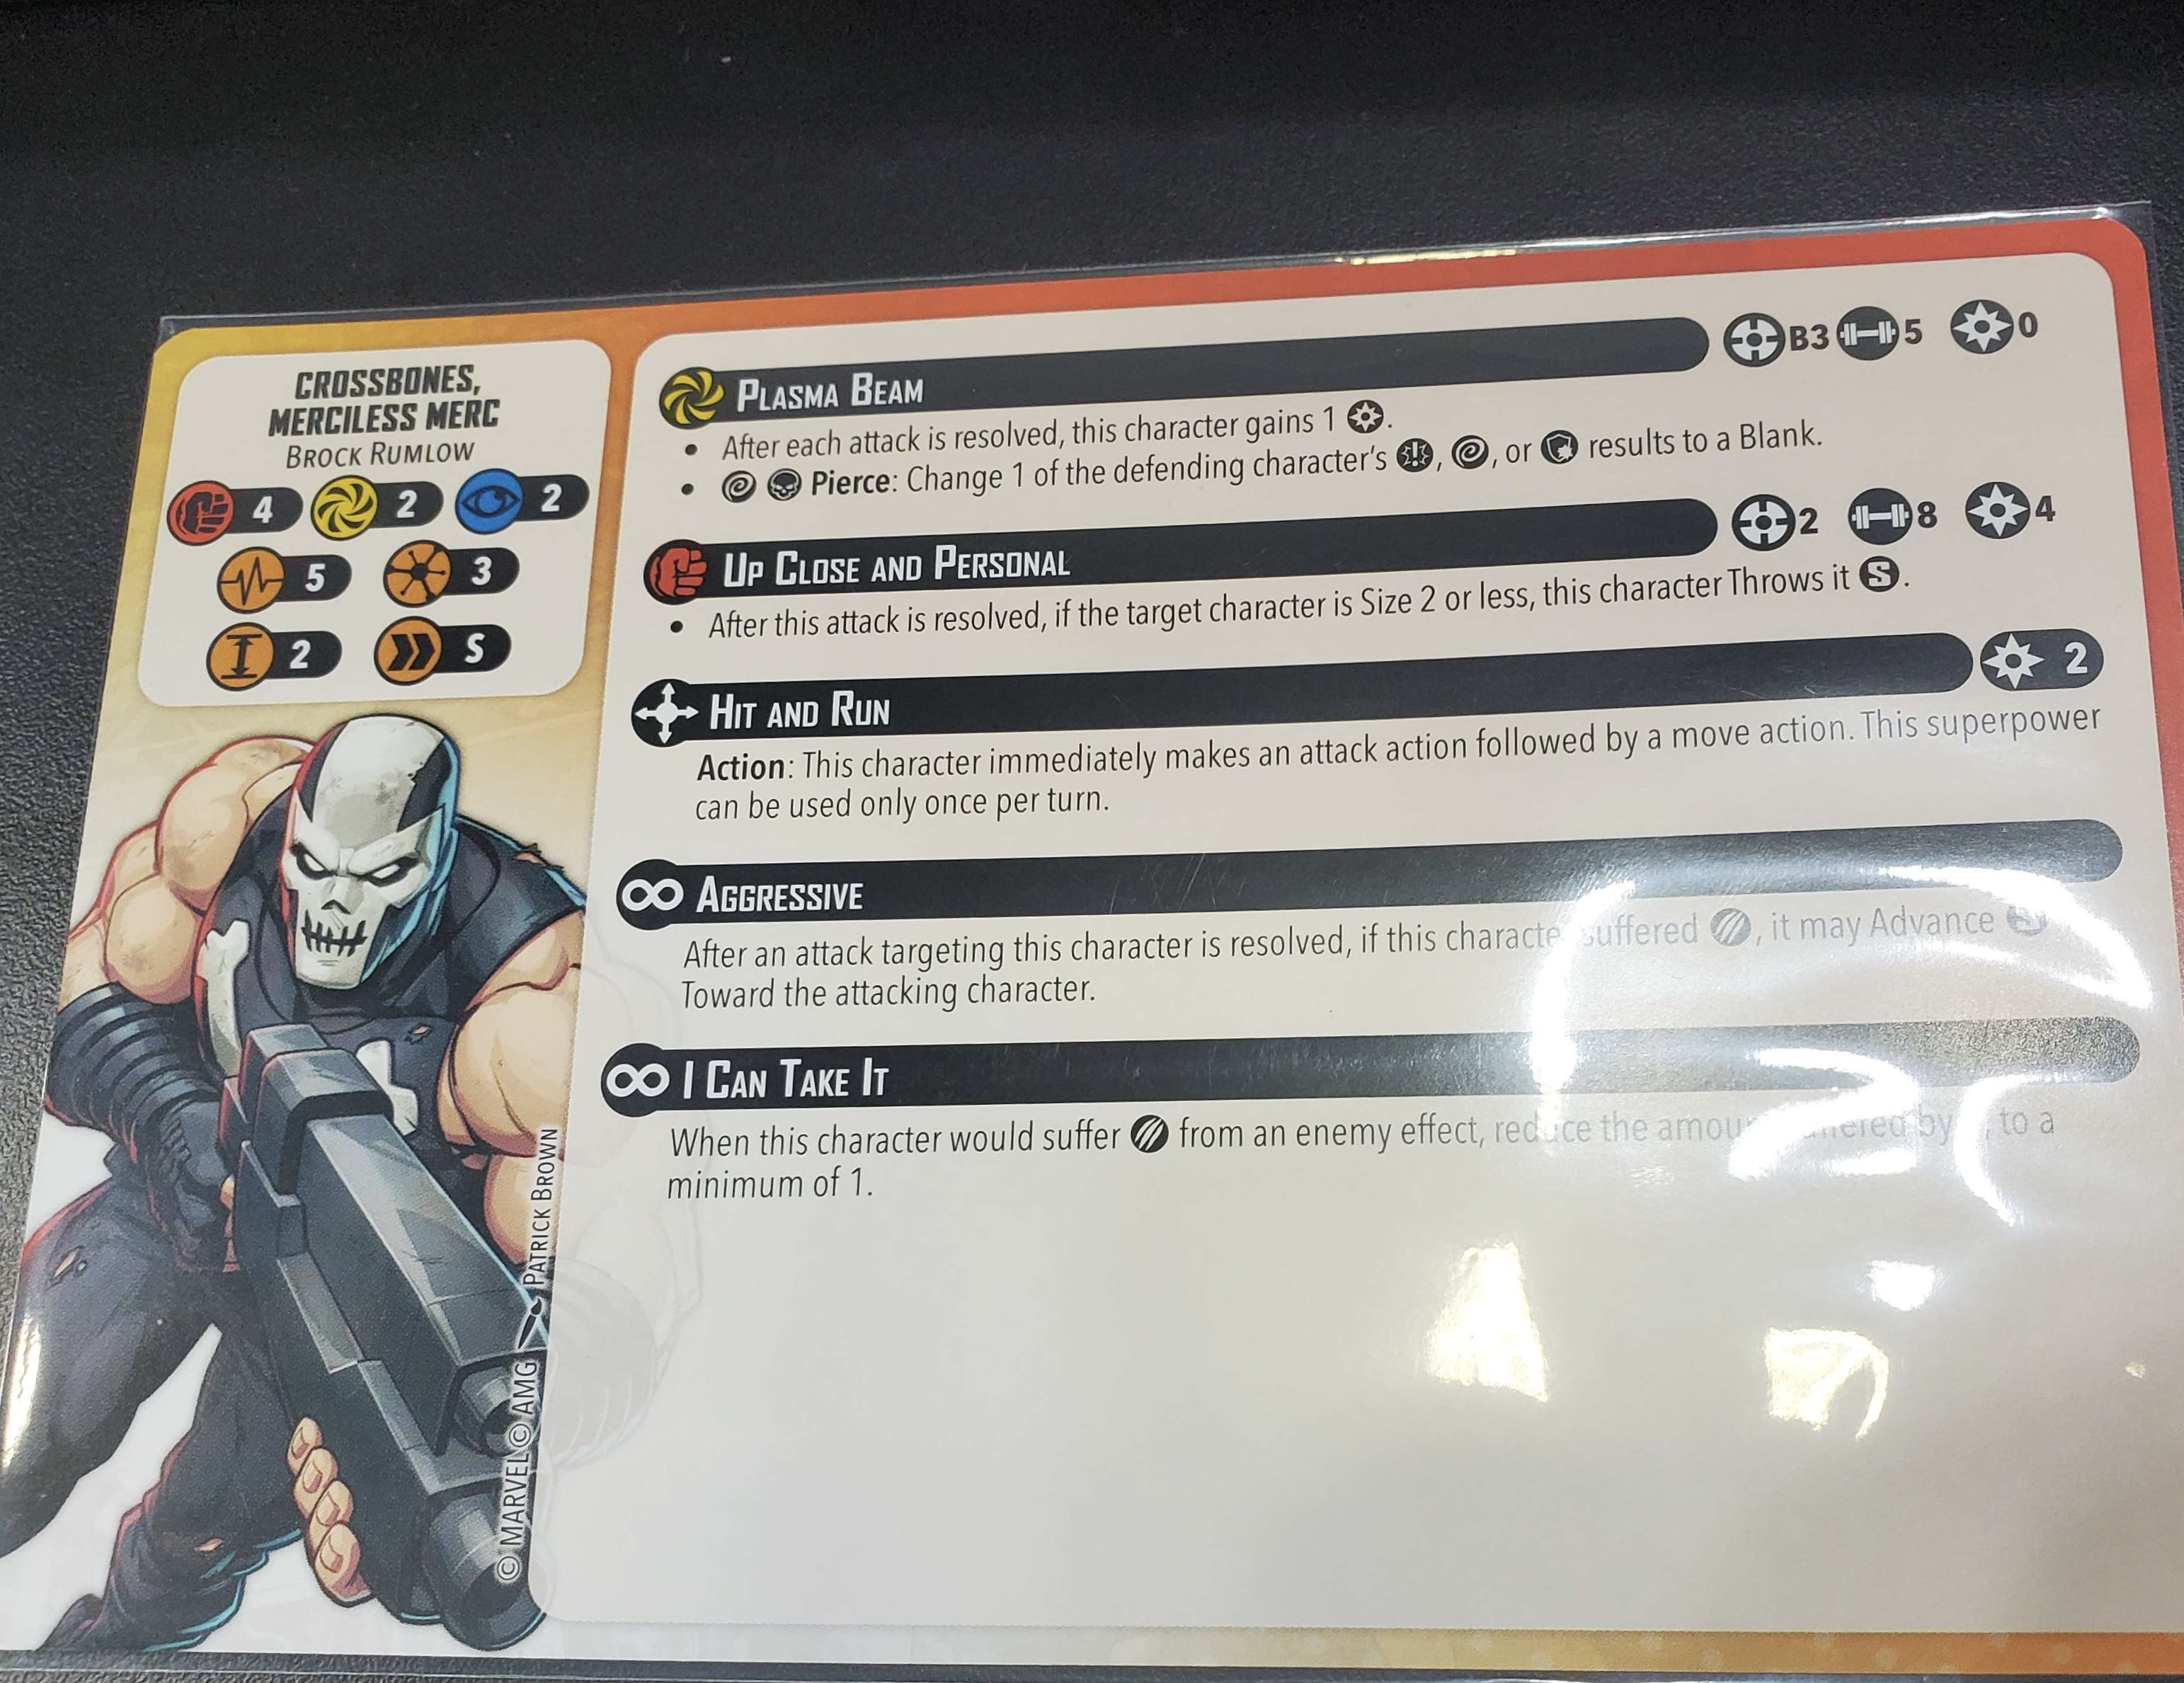 CROSSBONES,
MERCILESS MERC
BROCK RUMLOW
4 2 2
5 3
2 S
PLASMA BEAM B3 5 0
• After each attack is resolved, this character gains 1 .
• Pierce: Change 1 of the defending character's , , or results to a Blank.
UP CLOSE AND PERSONAL 2 8 4
• After this attack is resolved, if the target character is Size 2 or less, this character Throws it S.
HIT AND RUN 2
Action: This character immediately makes an attack action followed by a move action. This superpower
can be used only once per turn.
AGGRESSIVE
After an attack targeting this character is resolved, if this character suffered , it may Advance
Toward the attacking character.
I CAN TAKE IT
When this character would suffer from an enemy effect, reduce the amount suffered by , to a
minimum of 1.
© MARVEL © AMG PATRICK BROWN